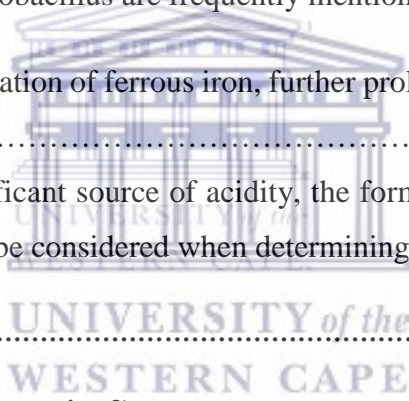 obacillus are frequently mention
ation of ferrous iron, further prol
........................................................
ficant source of acidity, the form
UNIVERSITY of the
be considered when determining
WESTERN CAPE
........................................................
UNIVERSITY of the
WESTERN CAPE